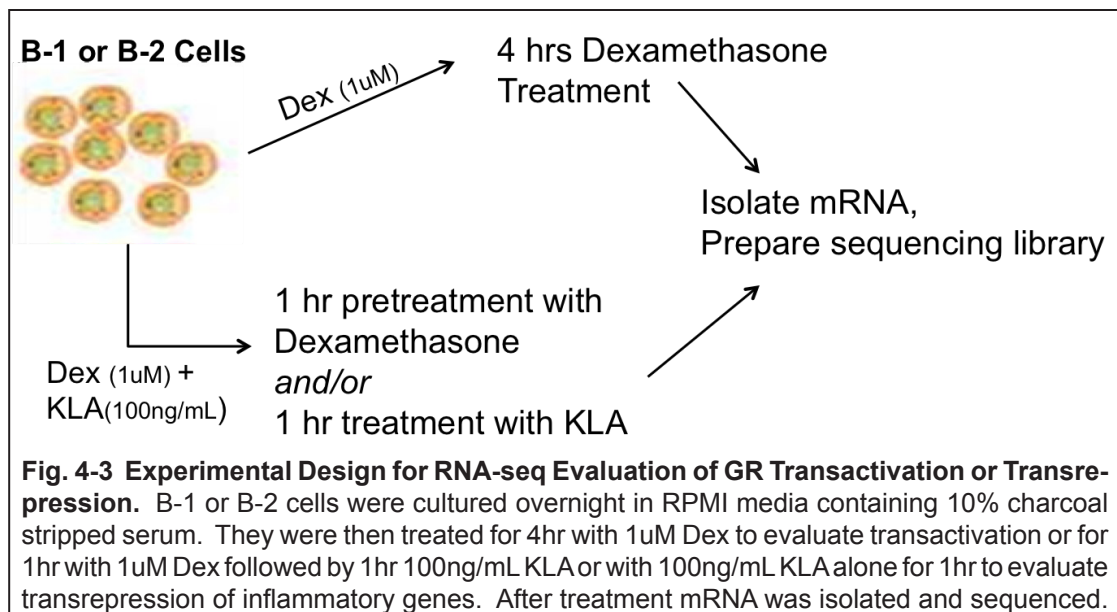 B-1 or B-2 Cells
Dex (1uM)
4 hrs Dexamethasone
Treatment
Isolate mRNA,
Prepare sequencing library
1 hr pretreatment with
Dexamethasone
and/or
1 hr treatment with KLA
Dex (1uM) +
KLA(100ng/mL)
Fig. 4-3 Experimental Design for RNA-seq Evaluation of GR Transactivation or Transre-
pression. B-1 or B-2 cells were cultured overnight in RPMI media containing 10% charcoal
stripped serum. They were then treated for 4hr with 1uM Dex to evaluate transactivation or for
1hr with 1uM Dex followed by 1hr 100ng/mL KLA or with 100ng/mL KLA alone for 1hr to evaluate
transrepression of inflammatory genes. After treatment mRNA was isolated and sequenced.